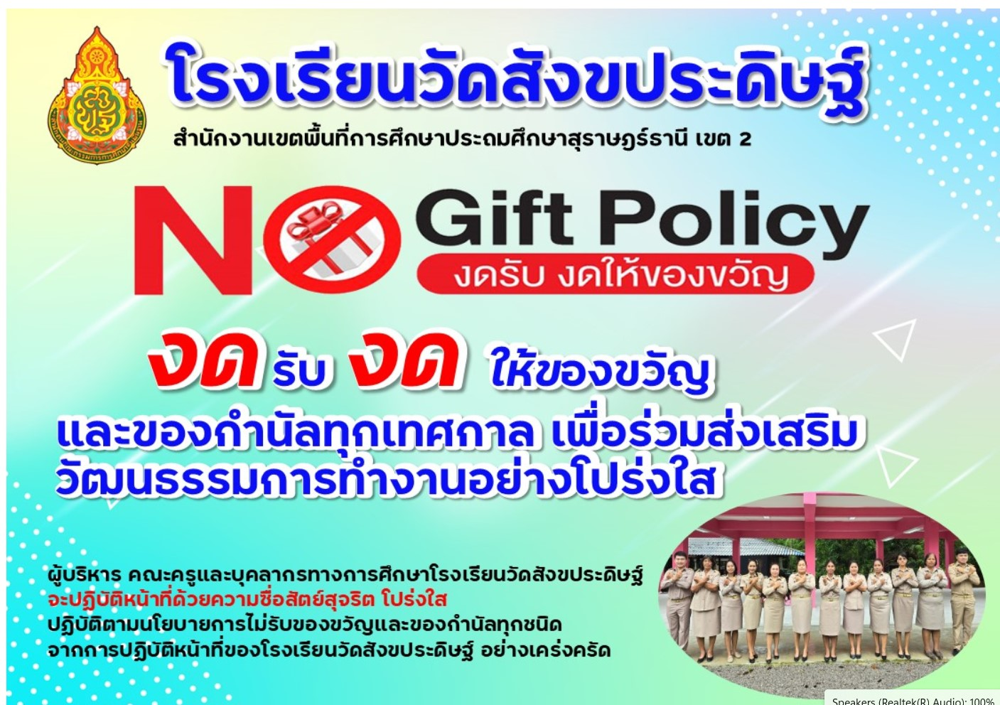 โรงเรียนวัดสังขประดิษฐ์
สำนักงานเขตพื้นที่การศึกษาประถมศึกษาสุราษฎร์ธานี เขต 2
NO Gift Policy
งดรับ งดให้ของขวัญ
งด รับ งด ให้ของขวัญ
และของกำนัลทุกเทศกาล เพื่อร่วมส่งเสริม
วัฒนธรรมการทำงานอย่างโปร่งใส
ผู้บริหาร คณะครูและบุคลากรทางการศึกษาโรงเรียนวัดสังขประดิษฐ์
จะปฏิบัติหน้าที่ด้วยความซื่อสัตย์สุจริต โปร่งใส
ปฏิบัติตามนโยบายการไม่รับของขวัญและของกำนัลทุกชนิด
จากการปฏิบัติหน้าที่ของโรงเรียนวัดสังขประดิษฐ์ อย่างเคร่งครัด
Speakers (Realtek(R) Audio): 100%